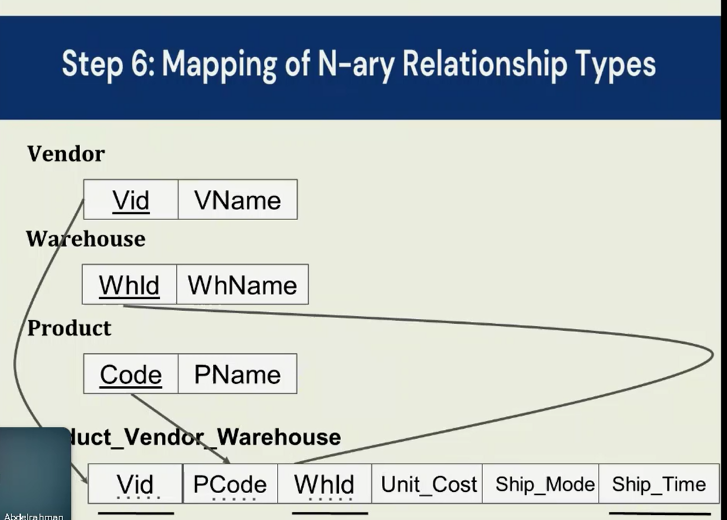 Step 6: Mapping of N-ary Relationship Types
Vendor
Vid VName
Warehouse
WhId WhName
Product
Code PName
duct_Vendor_Warehouse
Vid PCode WhId Unit_Cost Ship_Mode Ship_Time
Abdelrahman